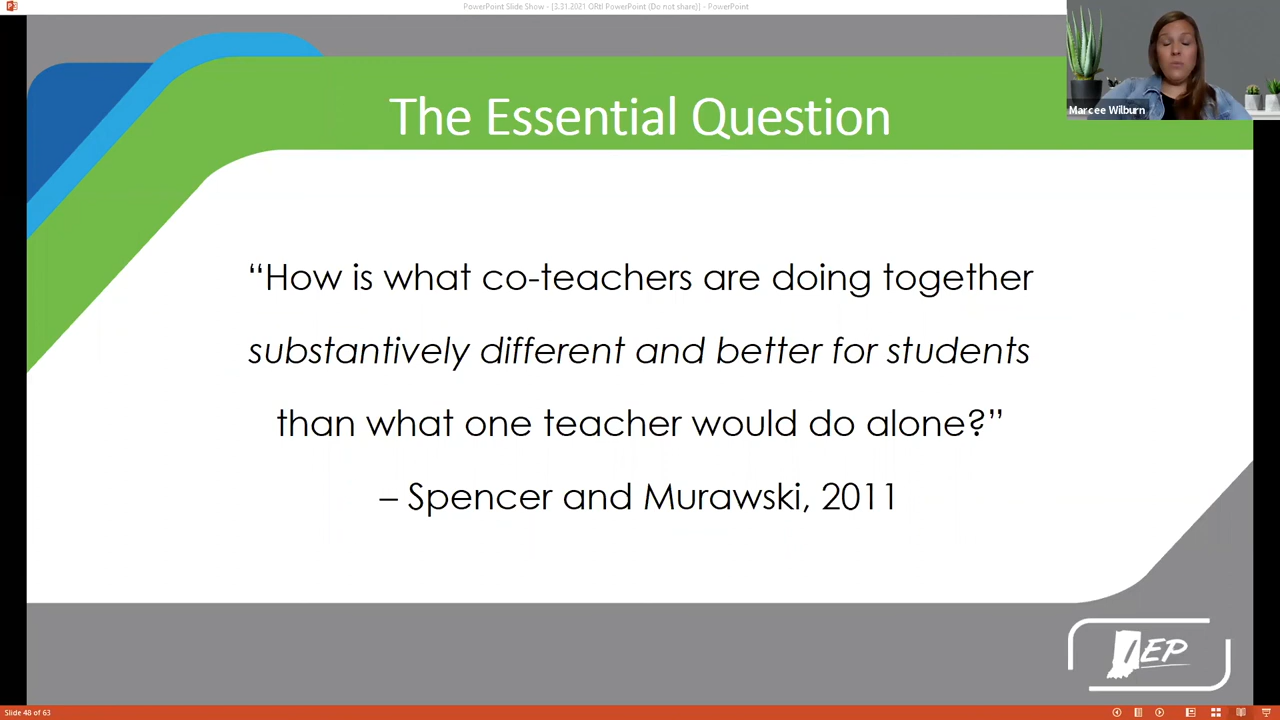 PowerPoint Slide Show - [3.31.2021 QRtI PowerPoint (Do not share)] - PowerPoint
Marcee Wilburn
The Essential Question
“How is what co-teachers are doing together
substantively different and better for students
than what one teacher would do alone?”
– Spencer and Murawski, 2011
IEP
Slide 48 of 63